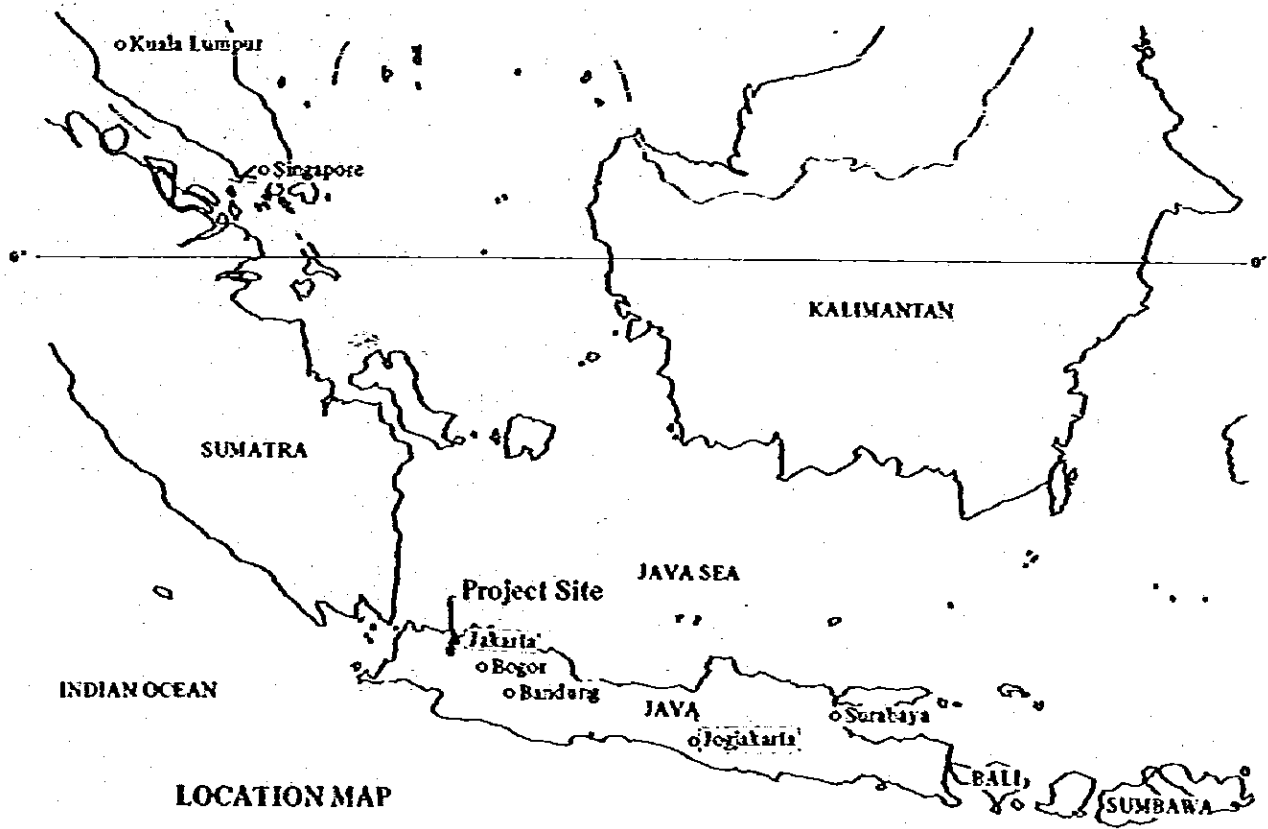 Kuala Lumpur
Singapore
0° 0°
KALIMANTAN
SUMATRA
JAVA SEA
Project Site
Jakarta
Bogor
INDIAN OCEAN
Bandung
JAVA
Surabaya
Jogjakarta
BALI
LOCATION MAP
SUMBAWA